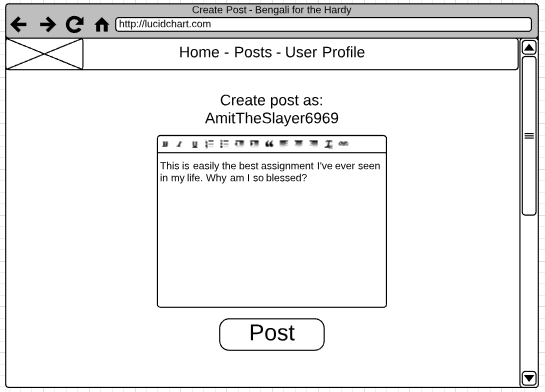 Create Post - Bengali for the Hardy
http://lucidchart.com
Home - Posts - User Profile
Create post as:
AmitTheSlayer6969
B I U
This is easily the best assignment I've ever seen
in my life. Why am I so blessed?
Post